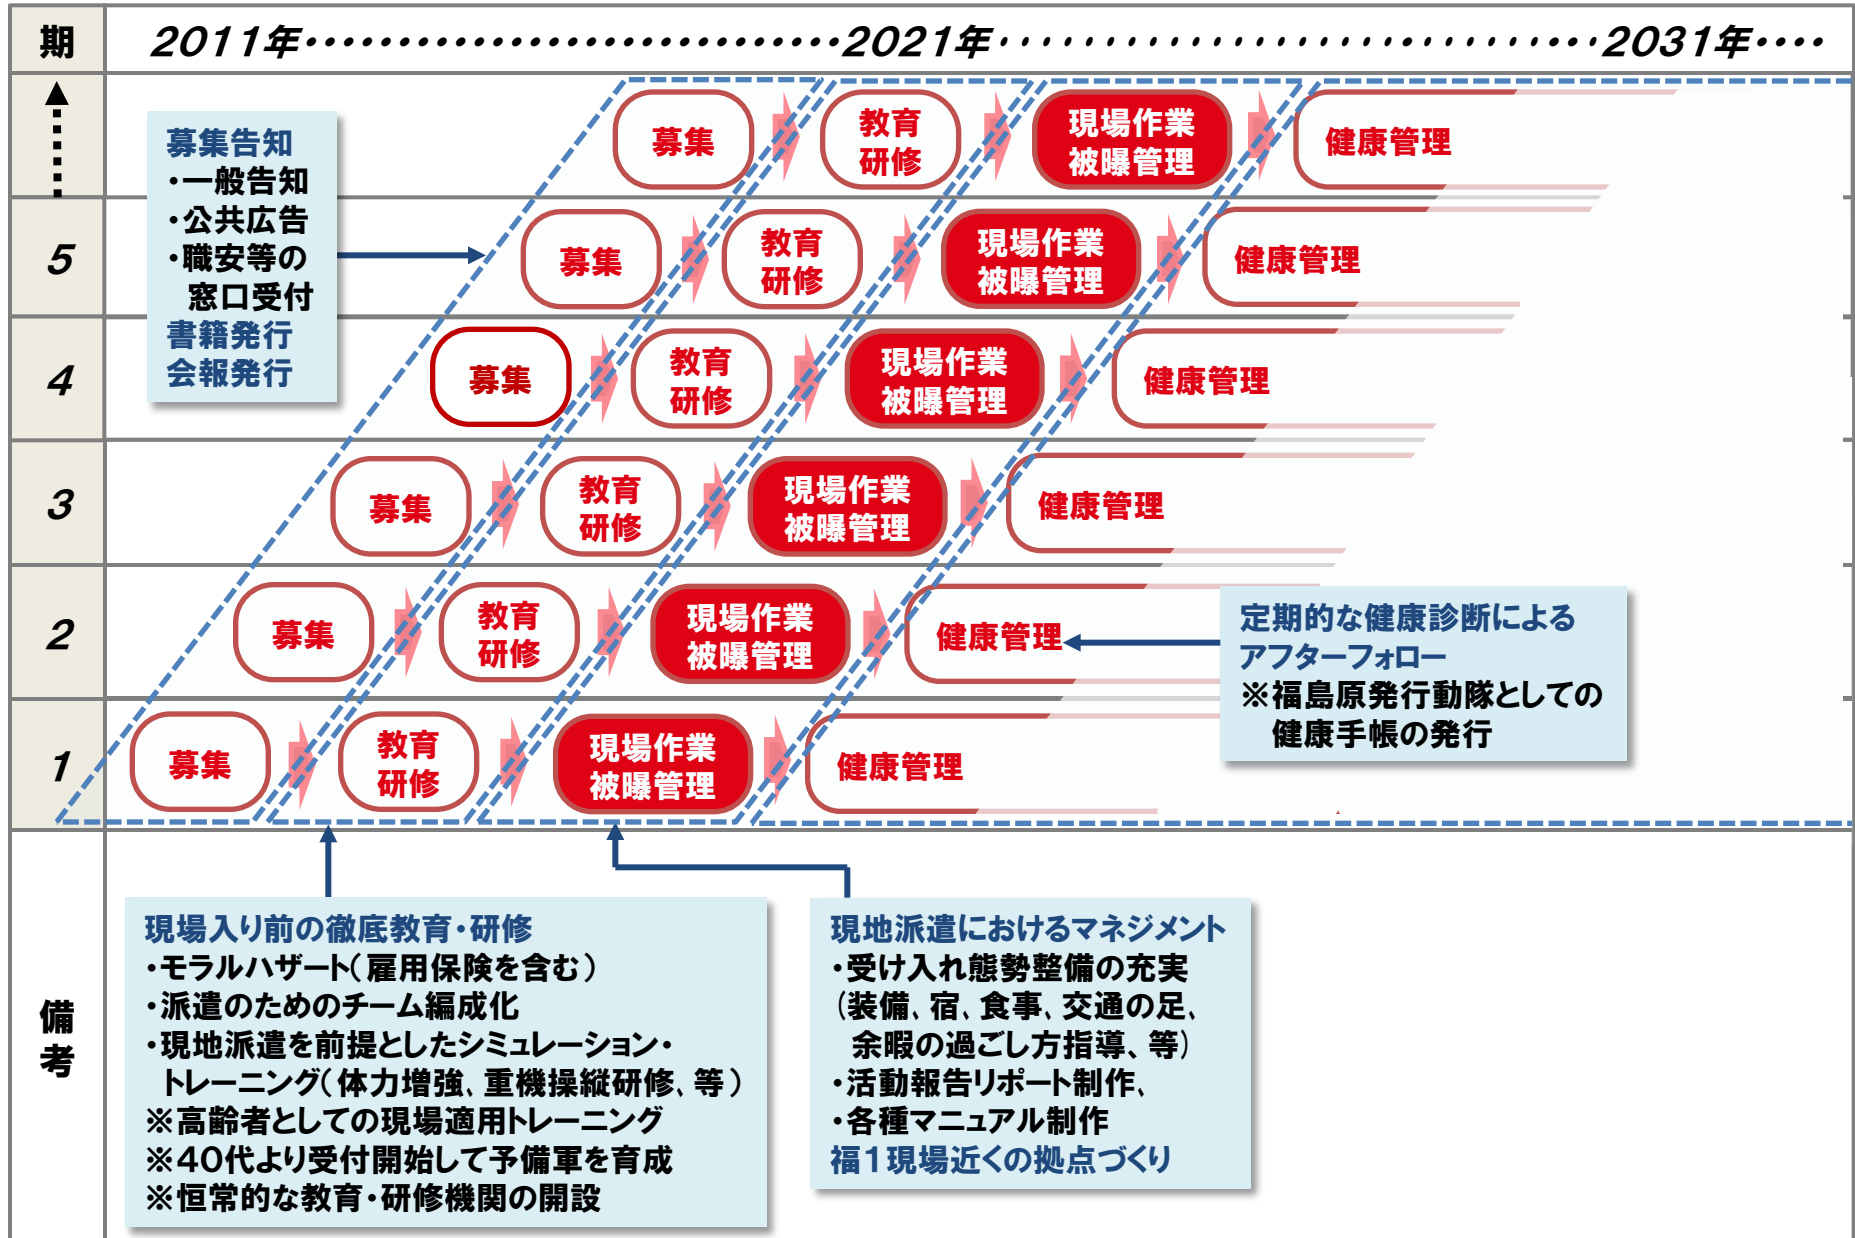 期
2011年・・・・・・・・・・・・・・・・・・・・・・・・・・・・・2021年・・・・・・・・・・・・・・・・・・・・・・・・・・・・・2031年・・・・
募集
教育
研修
現場作業
被曝管理
健康管理
募集告知
・一般告知
・公共広告
・職安等の
窓口受付
書籍発行
会報発行
5
募集
教育
研修
現場作業
被曝管理
健康管理
4
募集
教育
研修
現場作業
被曝管理
健康管理
3
募集
教育
研修
現場作業
被曝管理
健康管理
2
募集
教育
研修
現場作業
被曝管理
健康管理
定期的な健康診断による
アフターフォロー
※福島原発行動隊としての
健康手帳の発行
1
募集
教育
研修
現場作業
被曝管理
健康管理
備
考
現場入り前の徹底教育・研修
・モラルハザート(雇用保険を含む)
・派遣のためのチーム編成化
・現地派遣を前提としたシミュレーション・
トレーニング(体力増強、重機操縦研修、等)
※高齢者としての現場適用トレーニング
※40代より受付開始して予備軍を育成
※恒常的な教育・研修機関の開設
現地派遣におけるマネジメント
・受け入れ態勢整備の充実
(装備、宿、食事、交通の足、
余暇の過ごし方指導、等)
・活動報告リポート制作、
・各種マニュアル制作
福1現場近くの拠点づくり